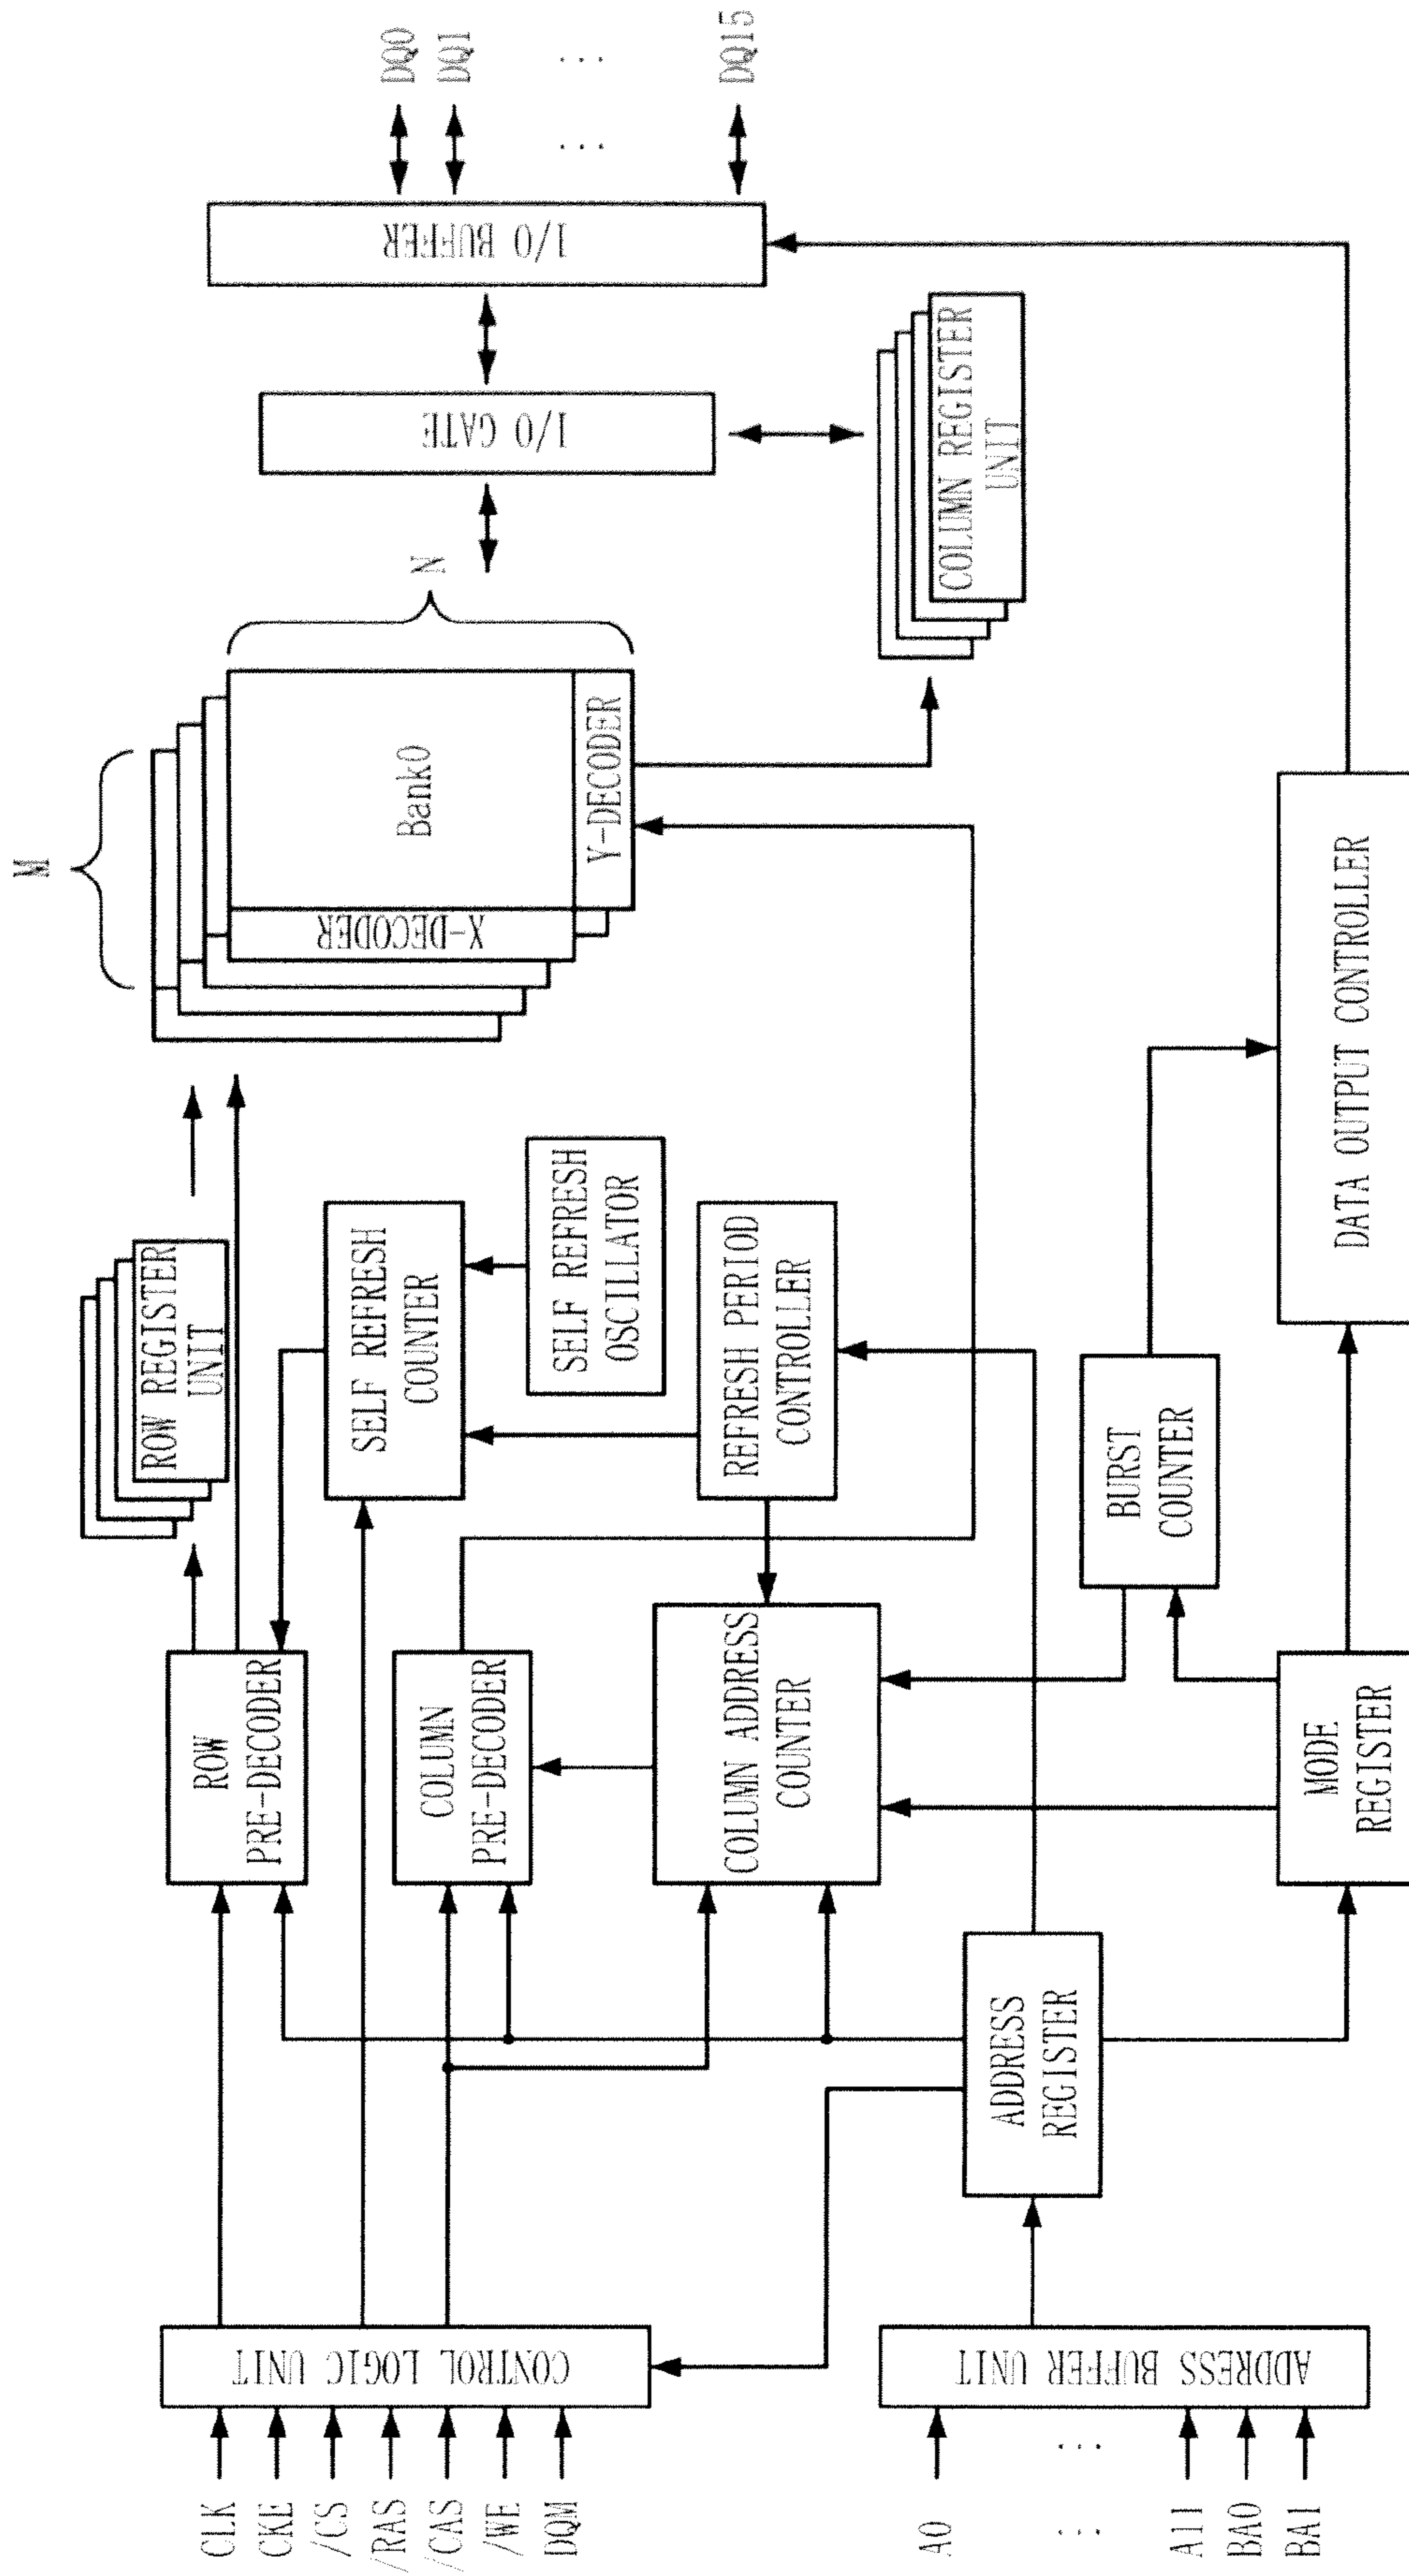 CLK
CKE
/CS
/RAS
/CAS
/WE
DQM
CONTROL LOGIC UNIT
A0
...
...
A11
BA0
BA1
ADDRESS BUFFER UNIT
ADDRESS
REGISTER
ROW
PRE-DECODER
COLUMN
PRE-DECODER
COLUMN ADDRESS
COUNTER
MODE
REGISTER
ROW REGISTER
UNIT
SELF REFRESH
COUNTER
SELF REFRESH
OSCILLATOR
REFRESH PERIOD
CONTROLLER
BURST
COUNTER
DATA OUTPUT CONTROLLER
M
X-DECODER
Bank0
Y-DECODER
N
COLUMN REGISTER
UNIT
I/O GATE
I/O BUFFER
DQ0
DQ1
...
...
DQ15